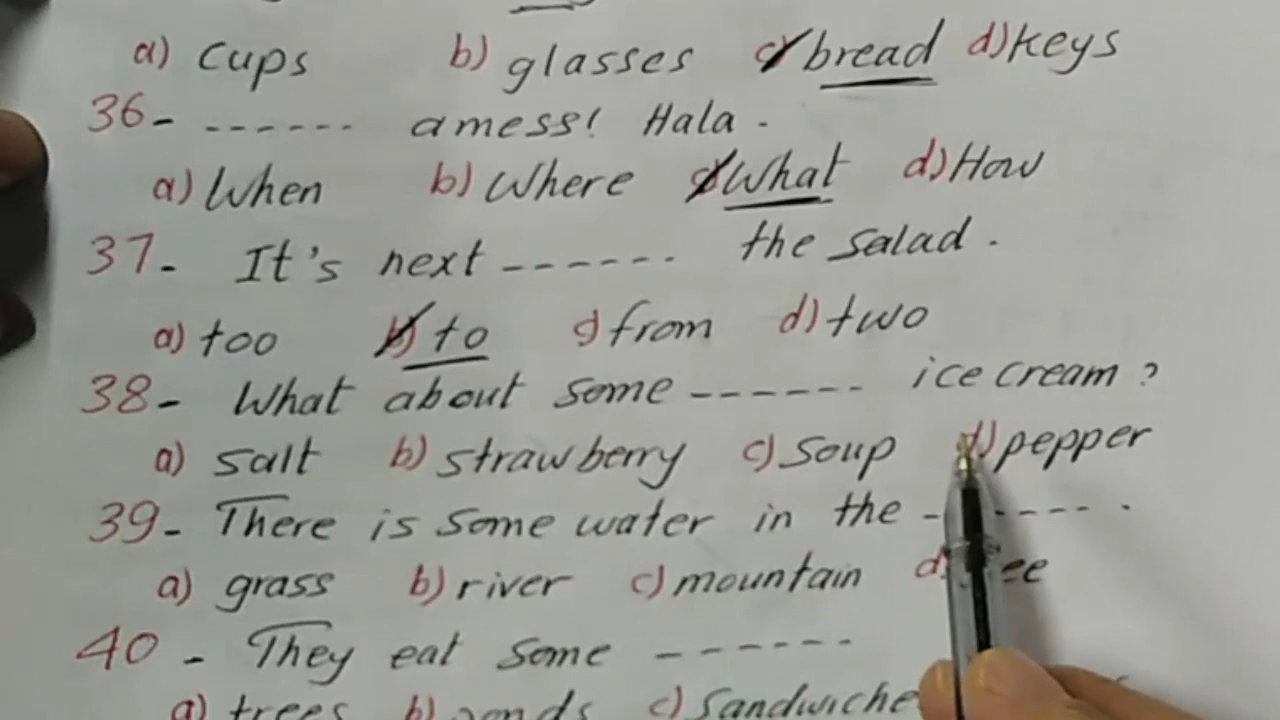 a) cups b) glasses c) bread d) keys
36- ------ a mess! Hala.
a) When b) Where c) What d) How
37- It's next ------ the salad.
a) too b) to c) from d) two
38- What about some ------ ice cream?
a) salt b) strawberry c) soup d) pepper
39- There is some water in the ------.
a) grass b) river c) mountain d)
40- They eat some ------
a) trees b) c)